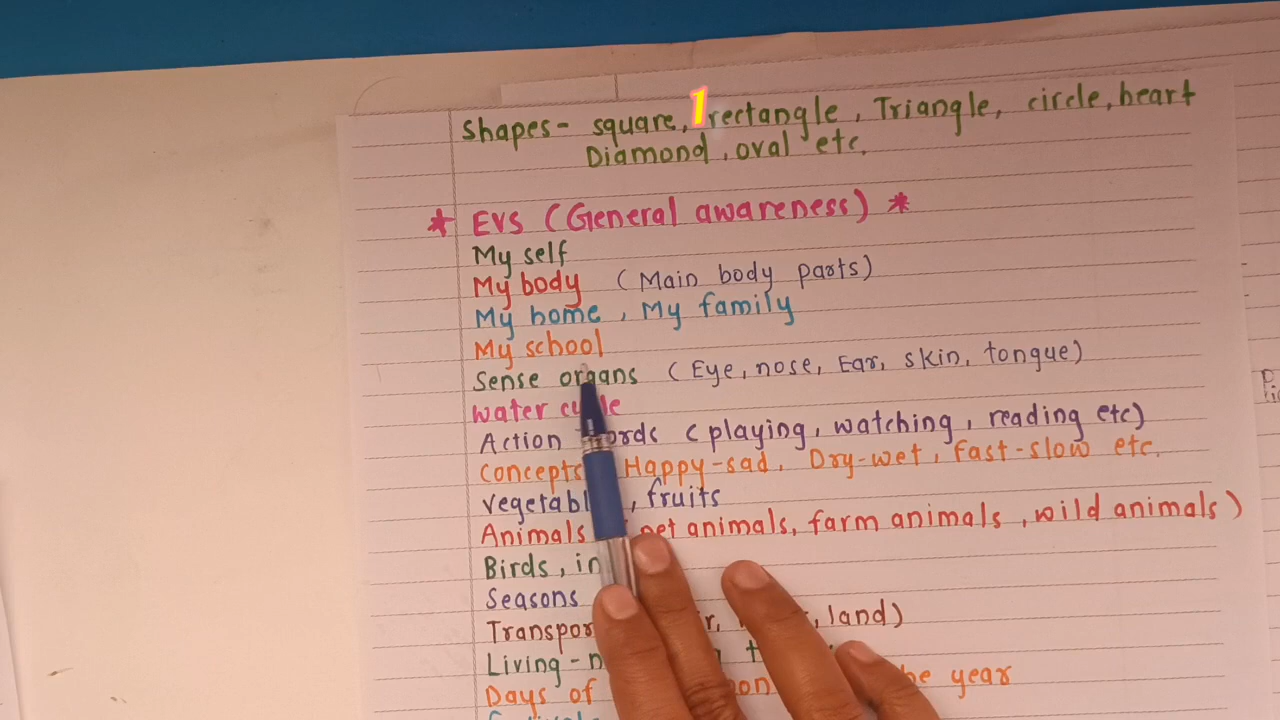 Shapes- square, 1 rectangle, Triangle, circle, heart
Diamond, oval etc.
* EVS (General awareness) *
My self
My body (Main body parts)
My home, My family
My school
Sense organs (Eye, nose, Ear, skin, tongue)
water
Action (playing, watching, reading etc)
concepts Happy-sad, Dry-wet, fast-slow etc.
fruits
Animals animals, farm animals, wild animals)
Birds,
Seasons
land)
Living-
Days of year